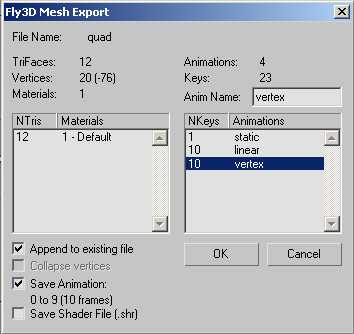 Fly3D Mesh Export
File Name: quad
TriFaces: 12
Vertices: 20 (-76)
Materials: 1
Animations: 4
Keys: 23
Anim Name: vertex
NTris Materials
12 1 - Default
NKeys Animations
1 static
10 linear
10 vertex
Append to existing file
Collapse vertices
Save Animation:
0 to 9 (10 frames)
Save Shader File (.shr)
OK Cancel